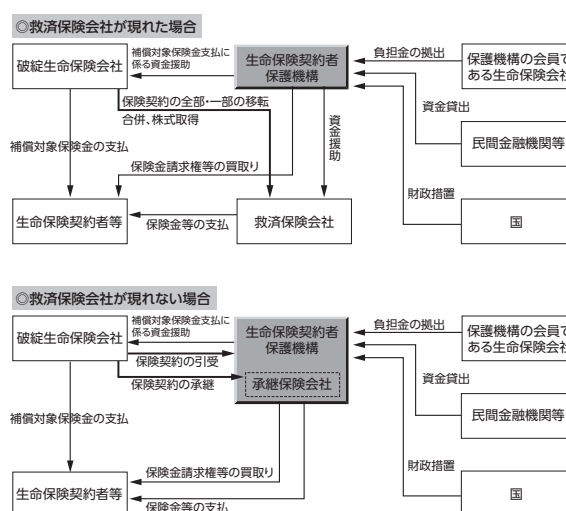 ◎救済保険会社が現れた場合
破綻生命保険会社
補償対象保険金支払に
係る資金援助
生命保険契約者
保護機構
負担金の拠出
保護機構の会員で
ある生命保険会社
保険契約の全部・一部の移転
合併、株式取得
資金貸出
資金援助
民間金融機関等
補償対象保険金の支払
保険金請求権等の買取り
財政措置
生命保険契約者等
保険金等の支払
救済保険会社
国
◎救済保険会社が現れない場合
破綻生命保険会社
補償対象保険金支払に
係る資金援助
生命保険契約者
保護機構
負担金の拠出
保護機構の会員で
ある生命保険会社
保険契約の引受
保険契約の承継
承継保険会社
資金貸出
民間金融機関等
補償対象保険金の支払
保険金請求権等の買取り
財政措置
生命保険契約者等
保険金等の支払
国